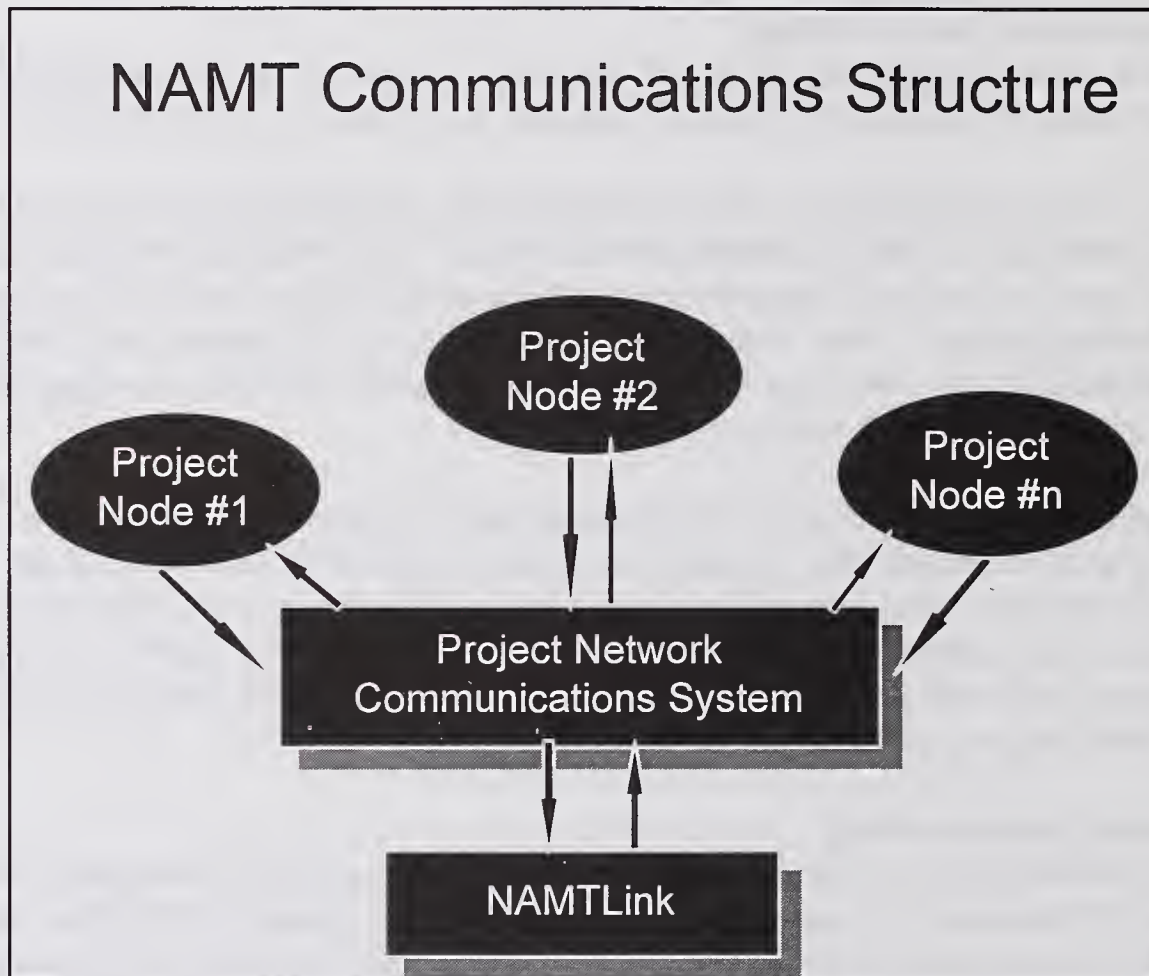 NAMT Communications Structure
Project
Node #2
Project
Node #1
Project
Node #n
Project Network
Communications System
NAMTLink